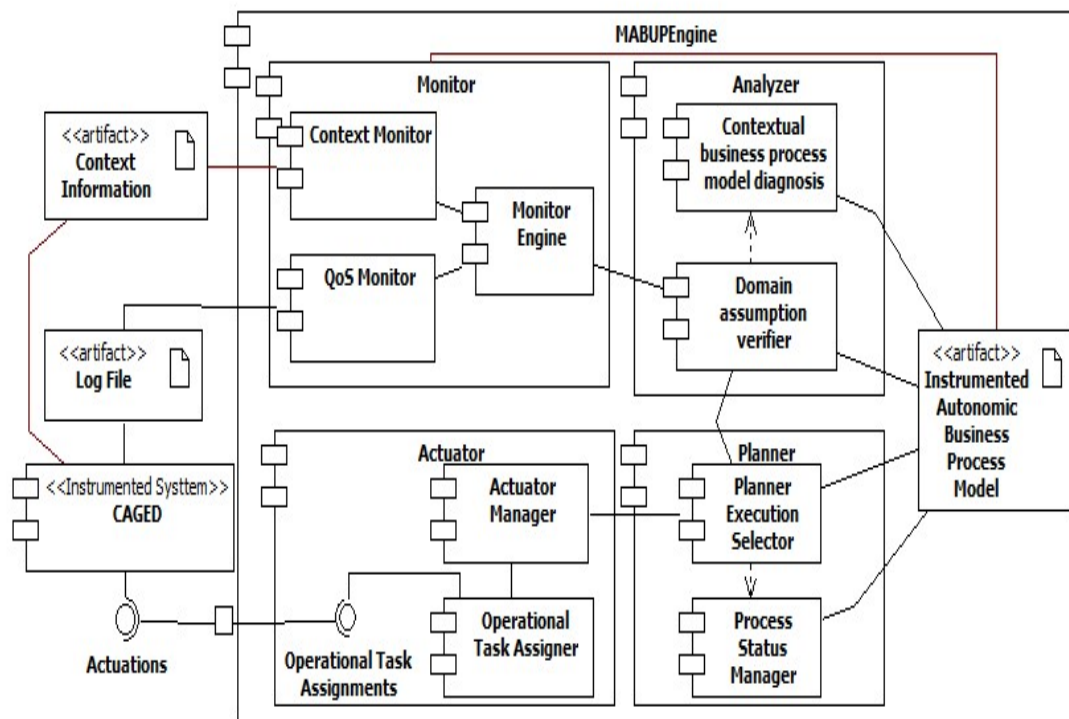 MABUPEngine
Monitor
Analyzer
<<artifact>>
Context
Information
Context Monitor
Contextual
business process
model diagnosis
Monitor
Engine
QoS Monitor
Domain
assumption
verifier
<<artifact>>
Log File
<<artifact>>
Instrumented
Autonomic
Business
Process
Model
Actuator
Planner
<<Instrumented Systtem>>
CAGED
Actuator
Manager
Planner
Execution
Selector
Operational
Task Assigner
Process
Status
Manager
Actuations
Operational Task
Assignments